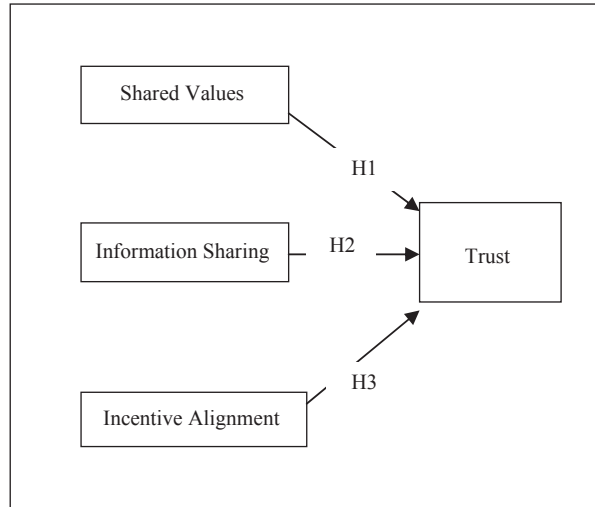 Shared Values
H1
Information Sharing
H2
Trust
H3
Incentive Alignment